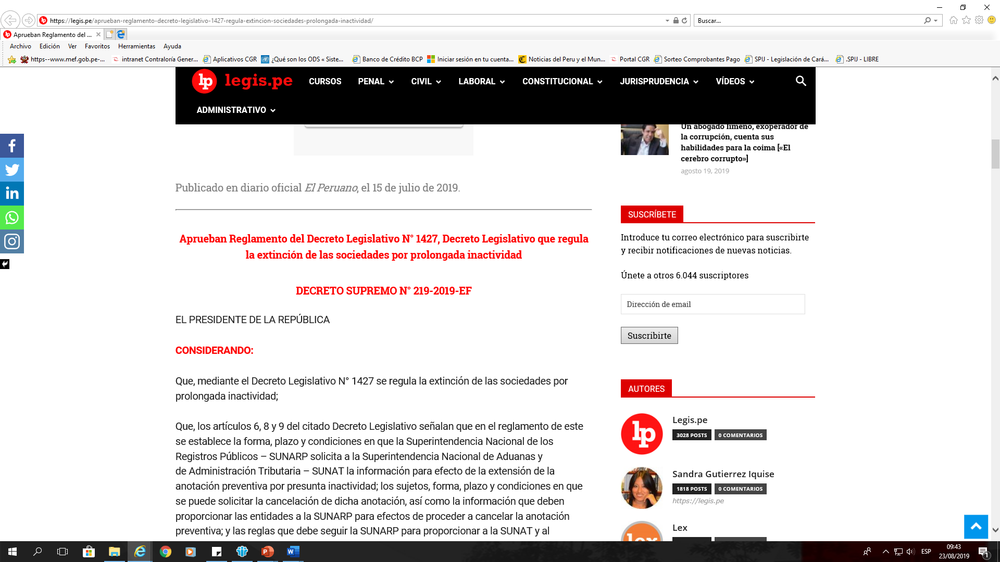 https://legis.pe/aprueban-reglamento-decreto-legislativo-1427-regula-extincion-sociedades-prolongada-inactividad/
Buscar...
Aprueban Reglamento del ...
Archivo Edición Ver Favoritos Herramientas Ayuda
https--www.mef.gob.pe-... intranet Contraloría Gener... Aplicativos CGR ¿Qué son los ODS « Siste... Banco de Crédito BCP Iniciar sesión en tu cuenta... Noticias del Peru y el Mun... Portal CGR Sorteo Comprobantes Pago SPIJ - Legislación de Cará... .SPIJ - LIBRE
lp legis.pe CURSOS PENAL CIVIL LABORAL CONSTITUCIONAL JURISPRUDENCIA VÍDEOS
ADMINISTRATIVO
Publicado en diario oficial El Peruano, el 15 de julio de 2019.
Aprueban Reglamento del Decreto Legislativo N° 1427, Decreto Legislativo que regula
la extinción de las sociedades por prolongada inactividad
DECRETO SUPREMO N° 219-2019-EF
EL PRESIDENTE DE LA REPÚBLICA
CONSIDERANDO:
Que, mediante el Decreto Legislativo N° 1427 se regula la extinción de las sociedades por
prolongada inactividad;
Que, los artículos 6, 8 y 9 del citado Decreto Legislativo señalan que en el reglamento de este
se establece la forma, plazo y condiciones en que la Superintendencia Nacional de los
Registros Públicos – SUNARP solicita a la Superintendencia Nacional de Aduanas y
de Administración Tributaria – SUNAT la información para efecto de la extensión de la
anotación preventiva por presunta inactividad; los sujetos, forma, plazo y condiciones en que
se puede solicitar la cancelación de dicha anotación, así como la información que deben
proporcionar las entidades a la SUNARP para efectos de proceder a cancelar la anotación
preventiva; y las reglas que debe seguir la SUNARP para proporcionar a la SUNAT y al
Un abogado limeño, exoperador de
la corrupción, cuenta sus
habilidades para la coima [«El
cerebro corrupto»]
agosto 19, 2019
SUSCRÍBETE
Introduce tu correo electrónico para suscribirte
y recibir notificaciones de nuevas noticias.
Únete a otros 6.044 suscriptores
Dirección de email
Suscribirte
AUTORES
lp
Legis.pe
3028 POSTS 0 COMENTARIOS
Sandra Gutierrez Iquise
1818 POSTS 0 COMENTARIOS
https://legis.pe
lex
Lex
ESP
09:43
23/08/2019
1